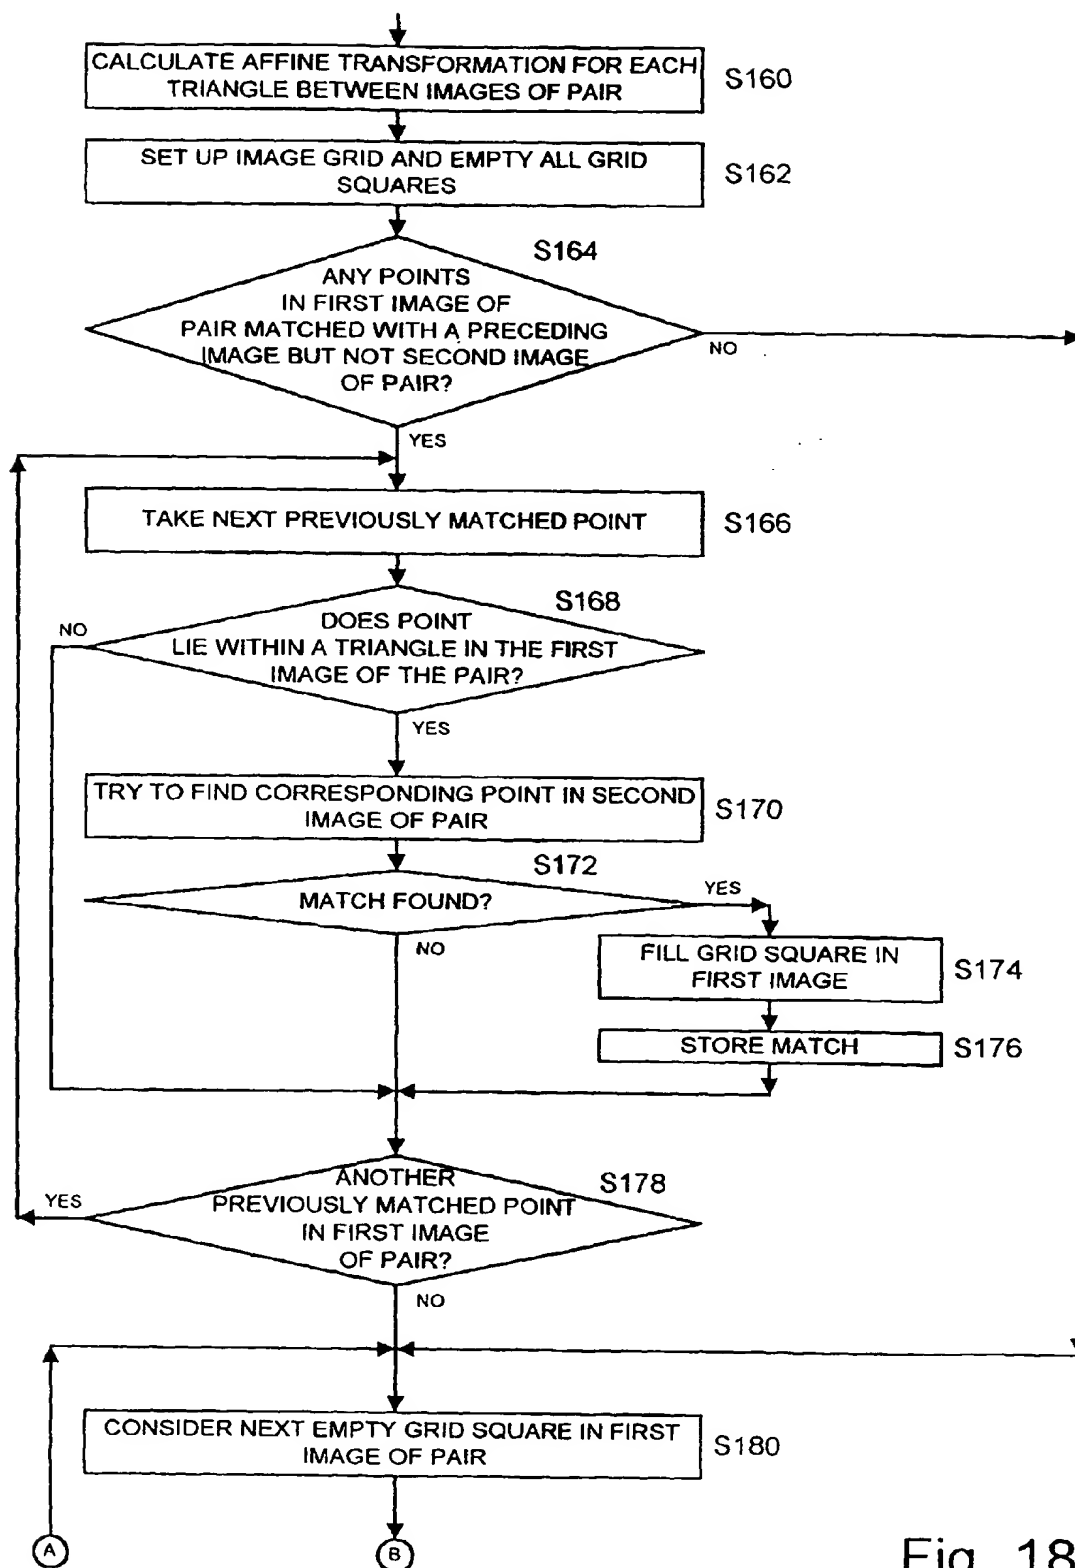 CALCULATE AFFINE TRANSFORMATION FOR EACH
TRIANGLE BETWEEN IMAGES OF PAIR
S160
SET UP IMAGE GRID AND EMPTY ALL GRID
SQUARES
S162
S164
ANY POINTS
IN FIRST IMAGE OF
PAIR MATCHED WITH A PRECEDING
IMAGE BUT NOT SECOND IMAGE
OF PAIR?
NO
YES
TAKE NEXT PREVIOUSLY MATCHED POINT
S166
S168
DOES POINT
LIE WITHIN A TRIANGLE IN THE FIRST
IMAGE OF THE PAIR?
NO
YES
TRY TO FIND CORRESPONDING POINT IN SECOND
IMAGE OF PAIR
S170
S172
MATCH FOUND?
YES
NO
FILL GRID SQUARE IN
FIRST IMAGE
S174
STORE MATCH
S176
S178
ANOTHER
PREVIOUSLY MATCHED POINT
IN FIRST IMAGE
OF PAIR?
YES
NO
CONSIDER NEXT EMPTY GRID SQUARE IN FIRST
IMAGE OF PAIR
S180
A
B
Fig. 18